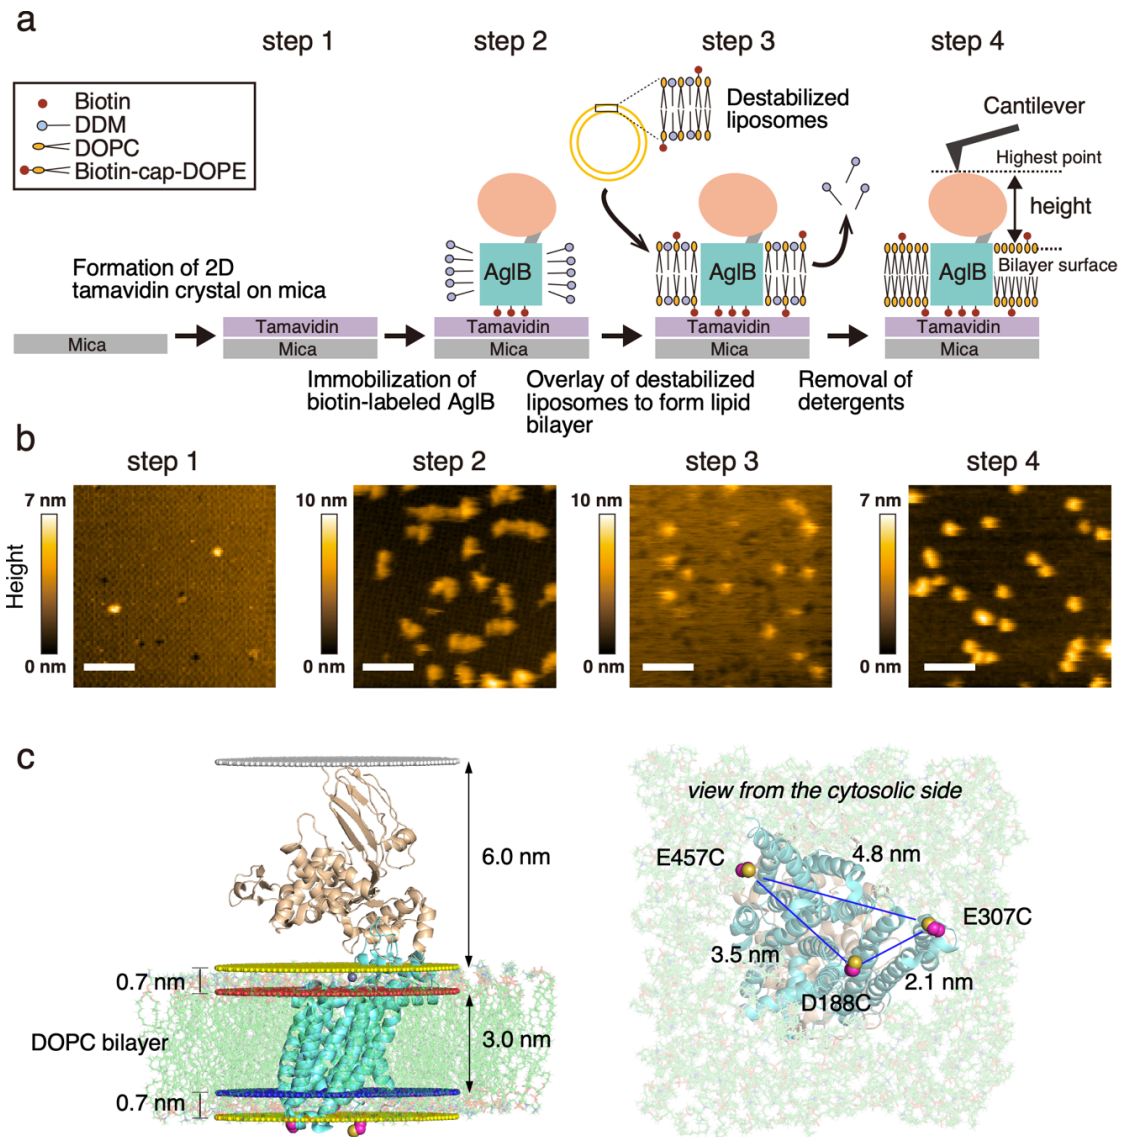 a
step 1
step 2
step 3
step 4
Biotin
DDM
DOPC
Biotin-cap-DOPE
Destabilized
liposomes
Cantilever
Highest point
height
Bilayer surface
AglB
AglB
AglB
Formation of 2D
tamavidin crystal on mica
Mica
Tamavidin
Mica
Tamavidin
Mica
Tamavidin
Mica
Tamavidin
Mica
Immobilization of
biotin-labeled AglB
Overlay of destabilized
liposomes to form lipid
bilayer
Removal of
detergents
b
step 1
step 2
step 3
step 4
Height
7 nm
0 nm
10 nm
0 nm
10 nm
0 nm
7 nm
0 nm
c
6.0 nm
0.7 nm
DOPC bilayer
3.0 nm
0.7 nm
view from the cytosolic side
E457C
4.8 nm
E307C
3.5 nm
D188C
2.1 nm